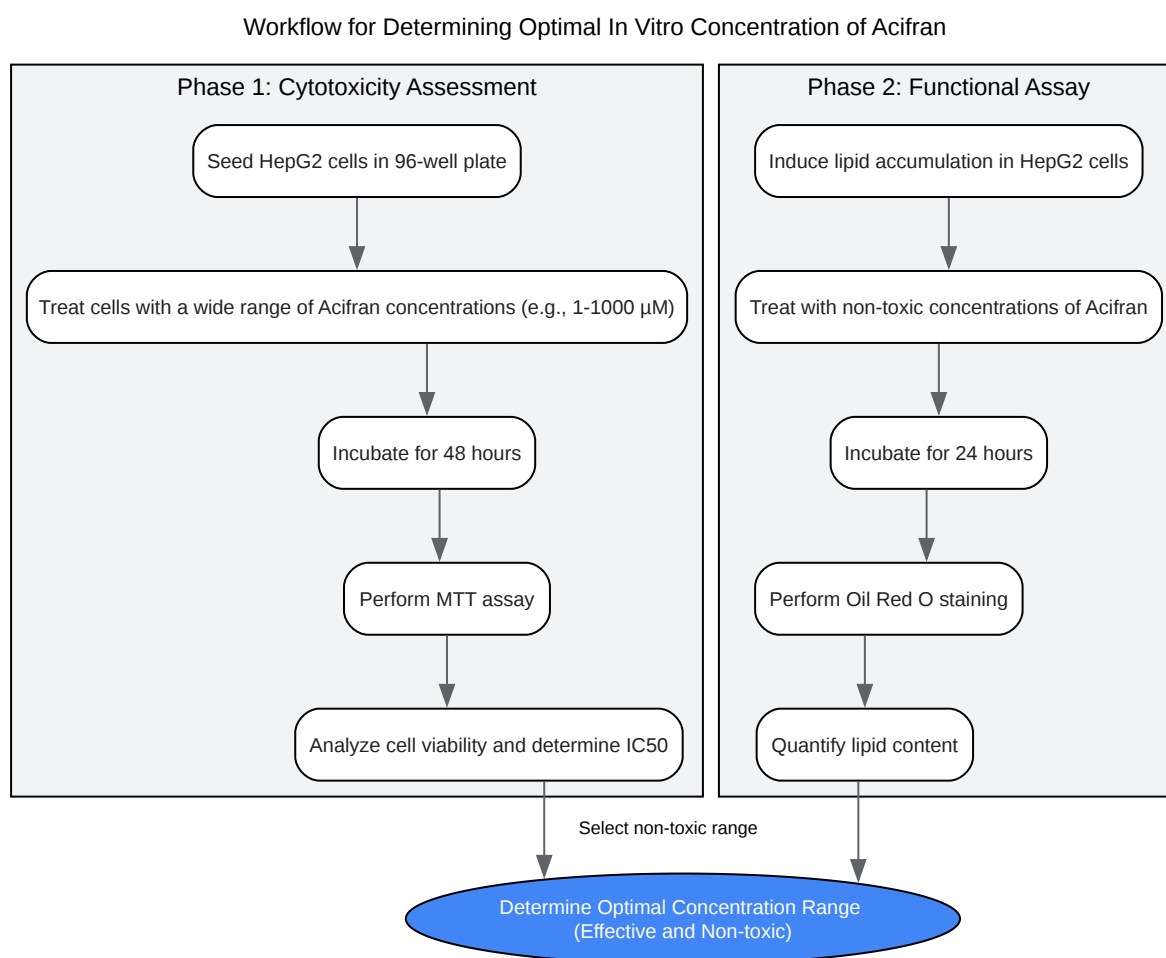 Workflow for Determining Optimal In Vitro Concentration of Acifran
Phase 1: Cytotoxicity Assessment
Seed HepG2 cells in 96-well plate
Treat cells with a wide range of Acifran concentrations (e.g., 1-1000 µM)
Incubate for 48 hours
Perform MTT assay
Analyze cell viability and determine IC50
Phase 2: Functional Assay
Induce lipid accumulation in HepG2 cells
Treat with non-toxic concentrations of Acifran
Incubate for 24 hours
Perform Oil Red O staining
Quantify lipid content
Select non-toxic range
Determine Optimal Concentration Range
(Effective and Non-toxic)